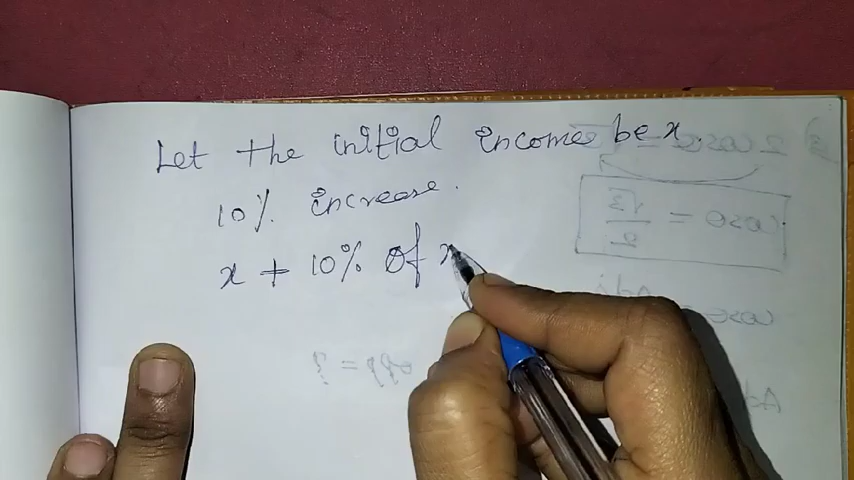 Let the initial income be x.
10% increase.
x + 10% of x